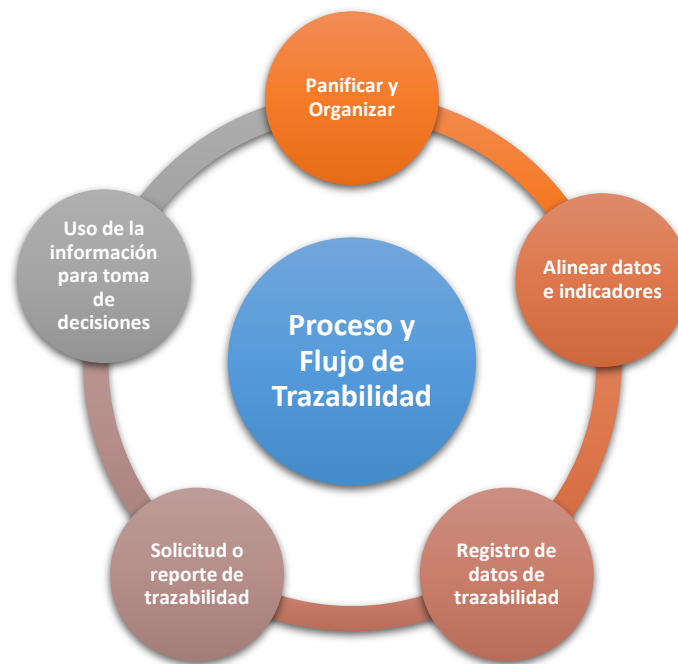 Panificar y
Organizar
Alinear datos
e indicadores
Registro de
datos de
trazabilidad
Solicitud o
reporte de
trazabilidad
Uso de la
información
para toma
de
decisiones
Proceso y
Flujo de
Trazabilidad